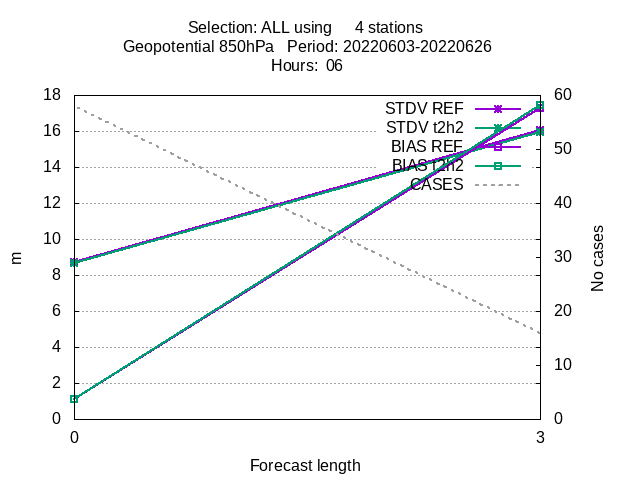 Selection: ALL using     4 stations
Geopotential 850hPa   Period: 20220603-20220626
Hours:  06
18
60
STDV REF
STDV t2h2
16
50
BIAS REF
14
BIAS t2h2
CASES
12
40
10
30
m
No cases
8
6
20
4
10
2
0
0
0
3
Forecast length